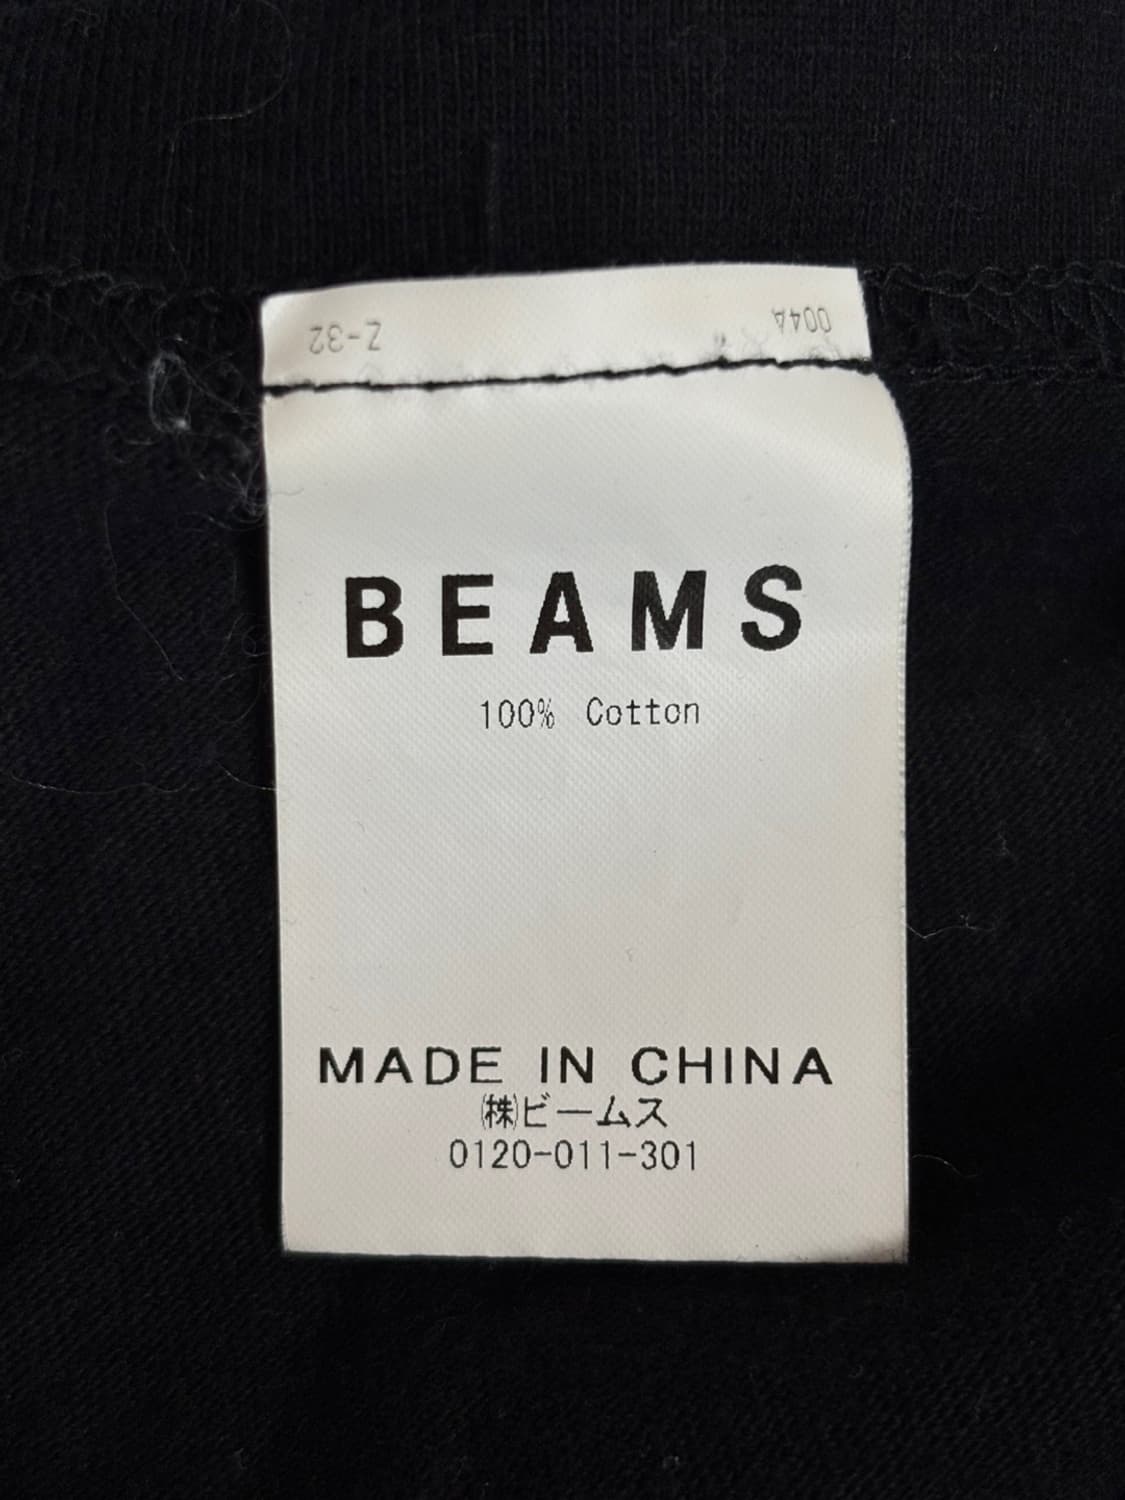 Z-32 004A
BEAMS
100% Cotton
MADE IN CHINA
㈱ビームス
0120-011-301